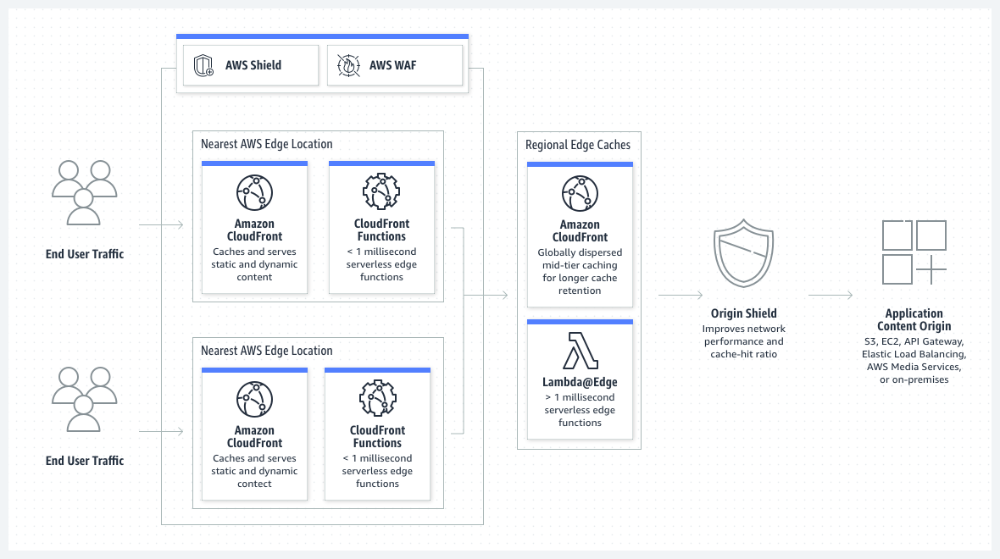 AWS Shield
AWS WAF
Nearest AWS Edge Location
Amazon
CloudFront
Caches and serves
static and dynamic
content
CloudFront
Functions
< 1 millisecond
serverless edge
functions
End User Traffic
Nearest AWS Edge Location
Amazon
CloudFront
Caches and serves
static and dynamic
contect
CloudFront
Functions
< 1 millisecond
serverless edge
functions
End User Traffic
Regional Edge Caches
Amazon
CloudFront
Globally dispersed
mid-tier caching
for longer cache
retention
Lambda@Edge
> 1 millisecond
serverless edge
functions
Origin Shield
Improves network
performance and
cache-hit ratio
Application
Content Origin
S3, EC2, API Gateway,
Elastic Load Balancing,
AWS Media Services,
or on-premises